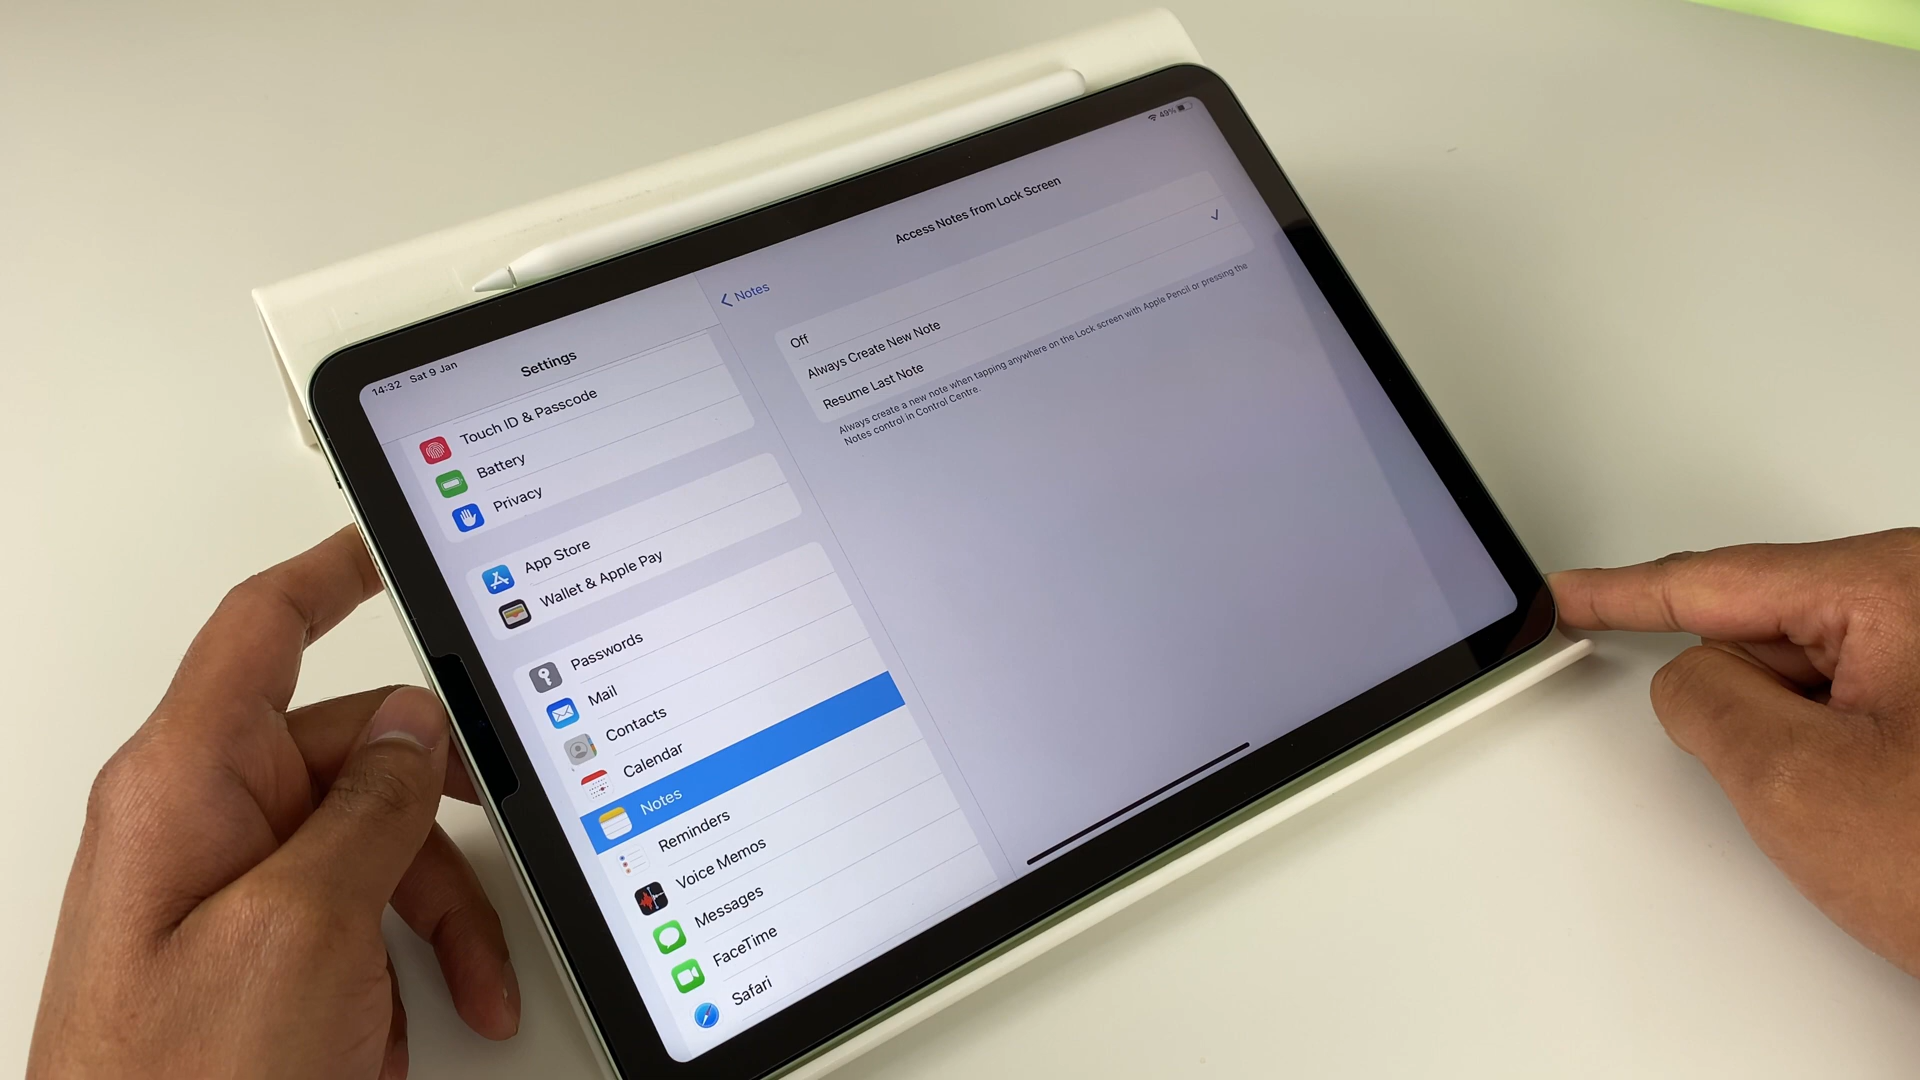 14:32 Sat 9 Jan
49%
Settings
Touch ID & Passcode
Battery
Privacy
App Store
Wallet & Apple Pay
Passwords
Mail
Contacts
Calendar
Notes
Reminders
Voice Memos
Messages
FaceTime
Safari
Notes
Access Notes from Lock Screen
Off
Always Create New Note
Resume Last Note
Always create a new note when tapping anywhere on the Lock screen with Apple Pencil or pressing the
Notes control in Control Centre.